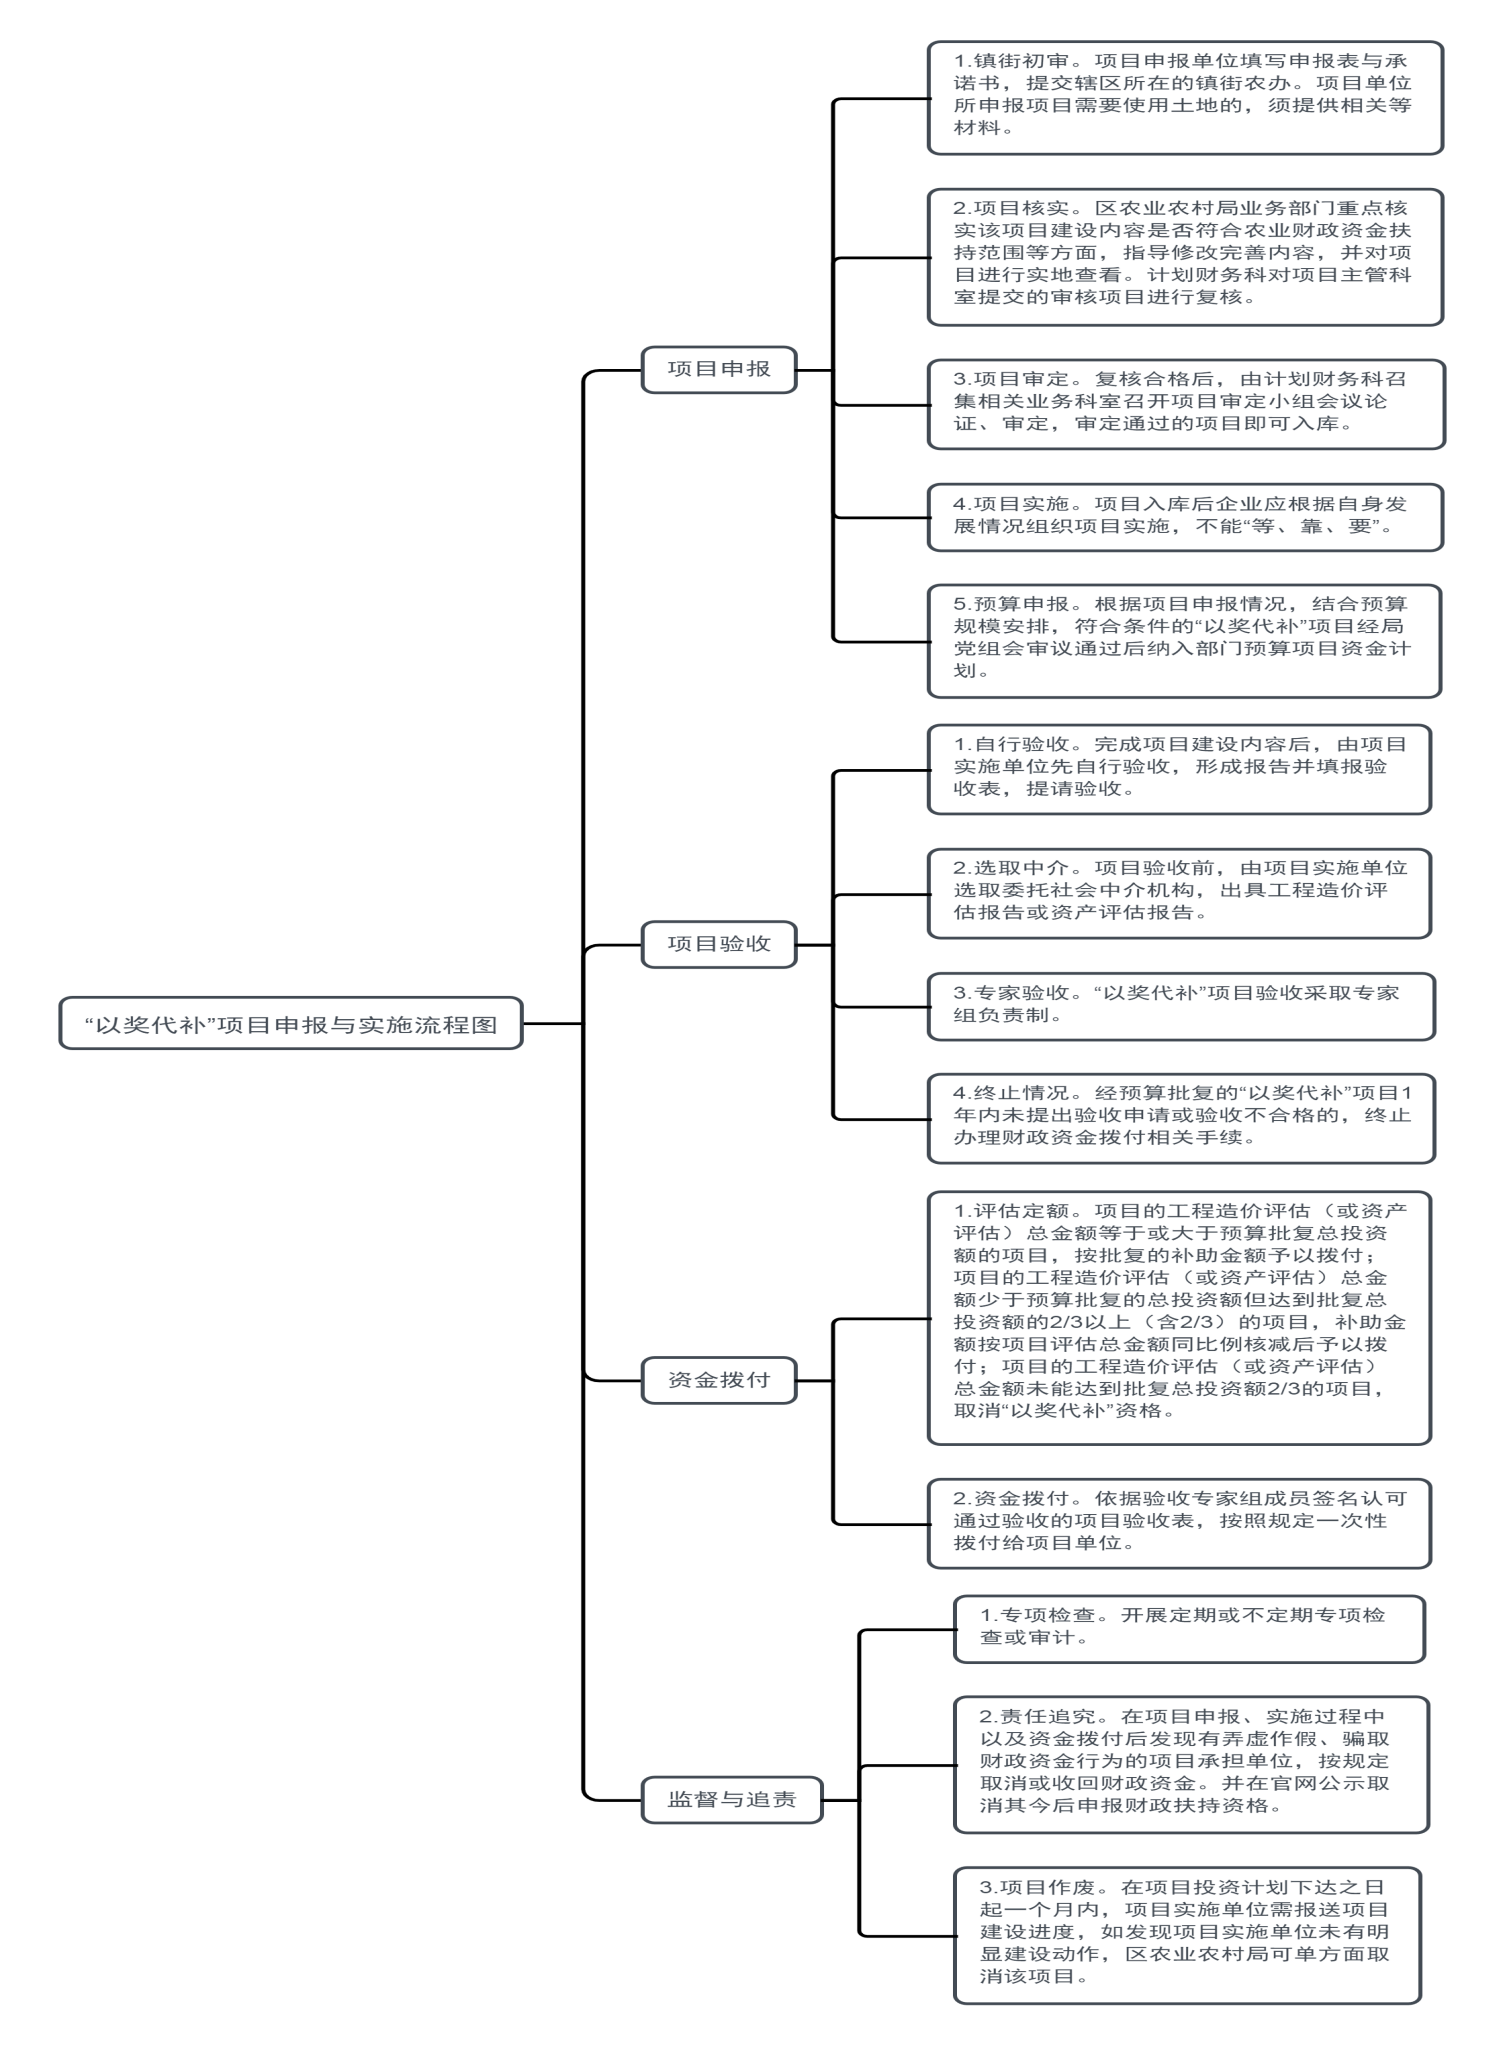 “以奖代补”项目申报与实施流程图
项目申报
1.镇街初审。项目申报单位填写申报表与承
诺书，提交辖区所在的镇街农办。项目单位
所申报项目需要使用土地的，须提供相关等
材料。
2.项目核实。区农业农村局业务部门重点核
实该项目建设内容是否符合农业财政资金扶
持范围等方面，指导修改完善内容，并对项
目进行实地查看。计划财务科对项目主管科
室提交的审核项目进行复核。
3.项目审定。复核合格后，由计划财务科召
集相关业务科室召开项目审定小组会议论
证、审定，审定通过的项目即可入库。
4.项目实施。项目入库后企业应根据自身发
展情况组织项目实施，不能“等、靠、要”。
5.预算申报。根据项目申报情况，结合预算
规模安排，符合条件的“以奖代补”项目经局
党组会审议通过后纳入部门预算项目资金计
划。
项目验收
1.自行验收。完成项目建设内容后，由项目
实施单位先自行验收，形成报告并填报验
收表，提请验收。
2.选取中介。项目验收前，由项目实施单位
选取委托社会中介机构，出具工程造价评
估报告或资产评估报告。
3.专家验收。“以奖代补”项目验收采取专家
组负责制。
4.终止情况。经预算批复的“以奖代补”项目1
年内未提出验收申请或验收不合格的，终止
办理财政资金拨付相关手续。
资金拨付
1.评估定额。项目的工程造价评估（或资产
评估）总金额等于或大于预算批复总投资
额的项目，按批复的补助金额予以拨付；
项目的工程造价评估（或资产评估）总金
额少于预算批复的总投资额但达到批复总
投资额的2/3以上（含2/3）的项目，补助金
额按项目评估总金额同比例核减后予以拨
付；项目的工程造价评估（或资产评估）
总金额未能达到批复总投资额2/3的项目，
取消“以奖代补”资格。
2.资金拨付。依据验收专家组成员签名认可
通过验收的项目验收表，按照规定一次性
拨付给项目单位。
监督与追责
1.专项检查。开展定期或不定期专项检
查或审计。
2.责任追究。在项目申报、实施过程中
以及资金拨付后发现有弄虚作假、骗取
财政资金行为的项目承担单位，按规定
取消或收回财政资金。并在官网公示取
消其今后申报财政扶持资格。
3.项目作废。在项目投资计划下达之日
起一个月内，项目实施单位需报送项目
建设进度，如发现项目实施单位未有明
显建设动作，区农业农村局可单方面取
消该项目。